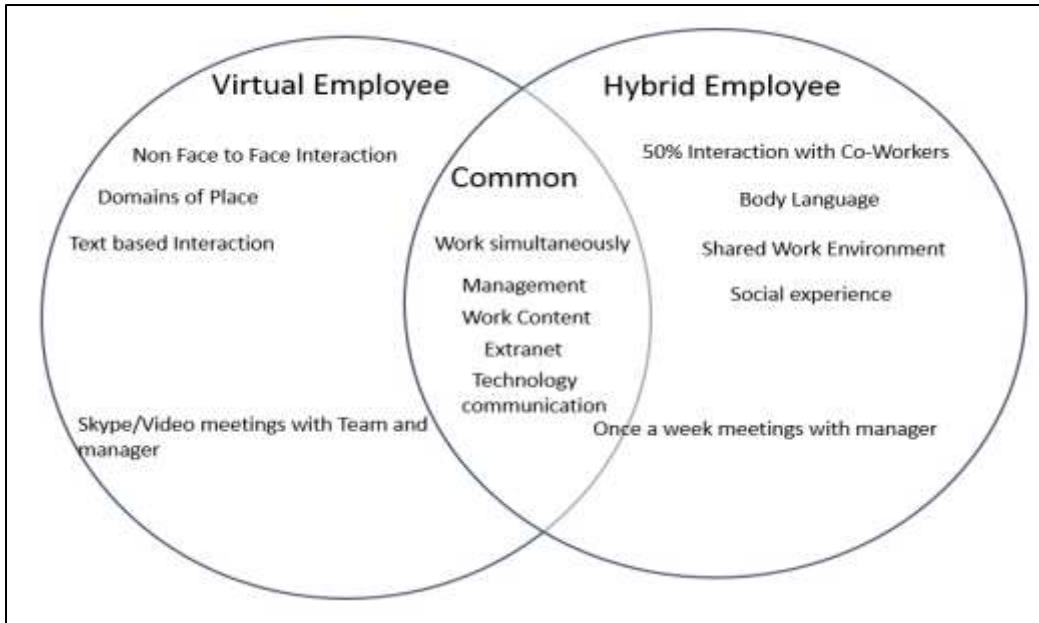 Virtual Employee
Non Face to Face Interaction
Domains of Place
Text based Interaction
Skype/Video meetings with Team and
manager
Common
Work simultaneously
Management
Work Content
Extranet
Technology
communication
Hybrid Employee
50% Interaction with Co-Workers
Body Language
Shared Work Environment
Social experience
Once a week meetings with manager